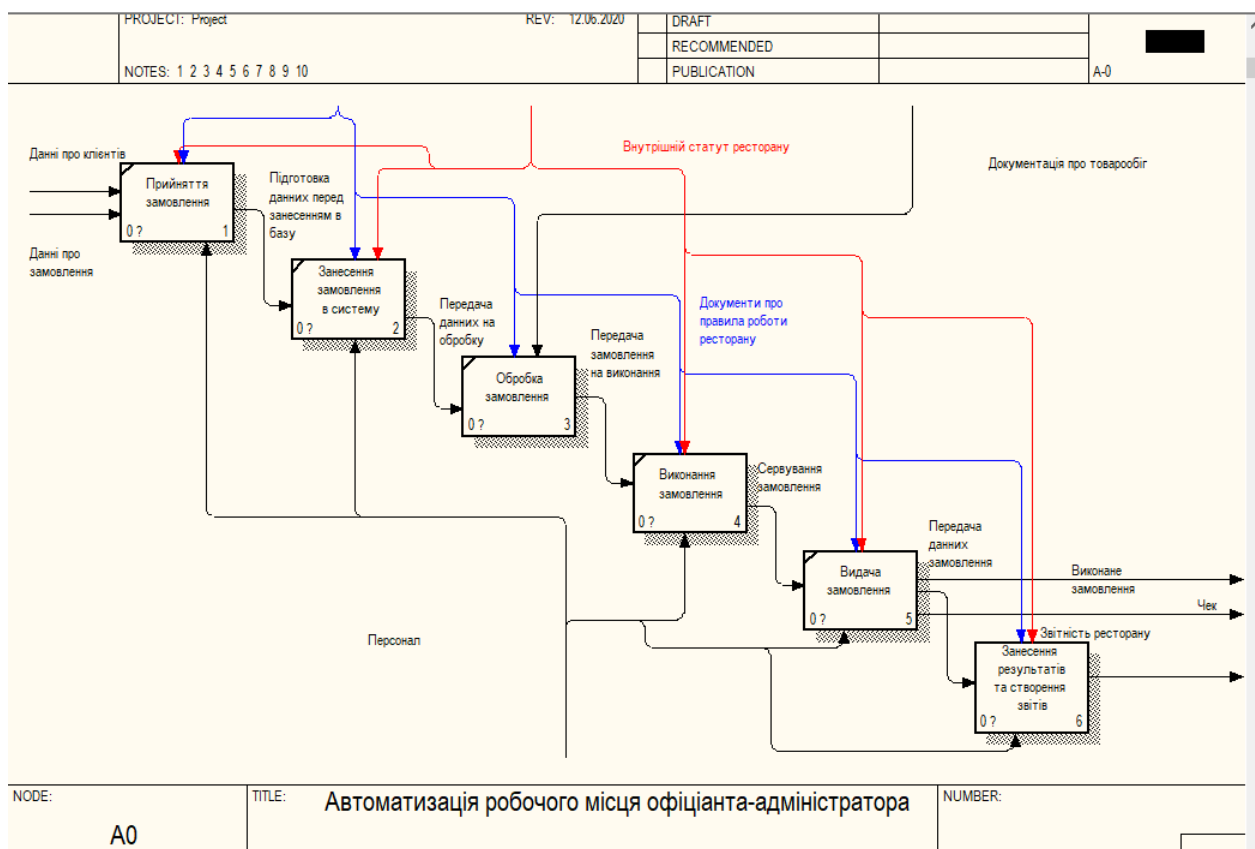 PROJECT: Project
REV: 12.06.2020
DRAFT
RECOMMENDED
NOTES: 1 2 3 4 5 6 7 8 9 10
PUBLICATION
A-0
Данні про клієнтів
Внутрішній статут ресторану
Документація про товарообіг
Прийняття
замовлення
0 ?
1
Підготовка
данних перед
занесенням в
базу
Данні про
замовлення
Занесення
замовлення
в систему
0 ?
2
Передача
данних на
обробку
Документи про
правила роботи
ресторану
Передача
замовлення
на виконання
Обробка
замовлення
0 ?
3
Виконання
замовлення
0 ?
4
Сервування
замовлення
Передача
данних
замовлення
Видача
замовлення
0 ?
5
Виконане
замовлення
Чек
Персонал
Звітність ресторану
Занесення
результатів
та створення
звітів
0 ?
6
NODE:
A0
TITLE:
Автоматизація робочого місця офіціанта-адміністратора
NUMBER: